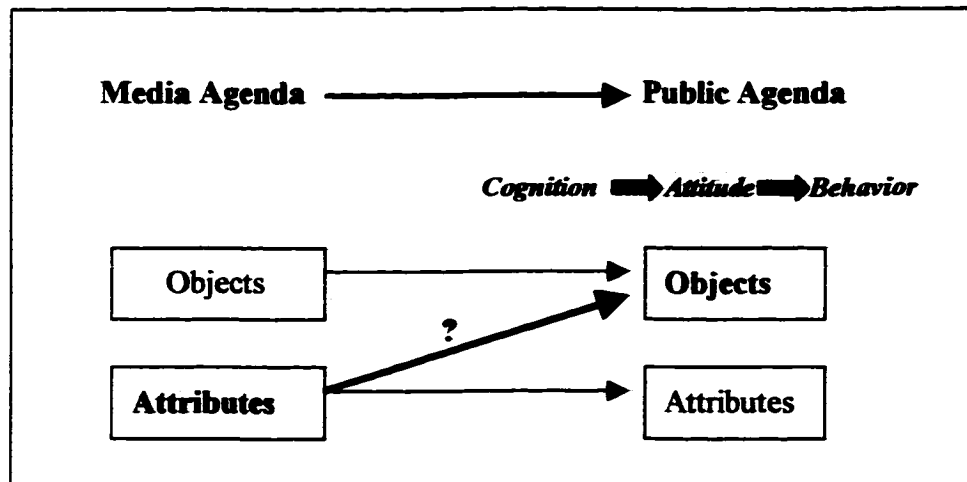 Media Agenda Public Agenda
Cognition Attitude Behavior
Objects Objects
?
Attributes Attributes